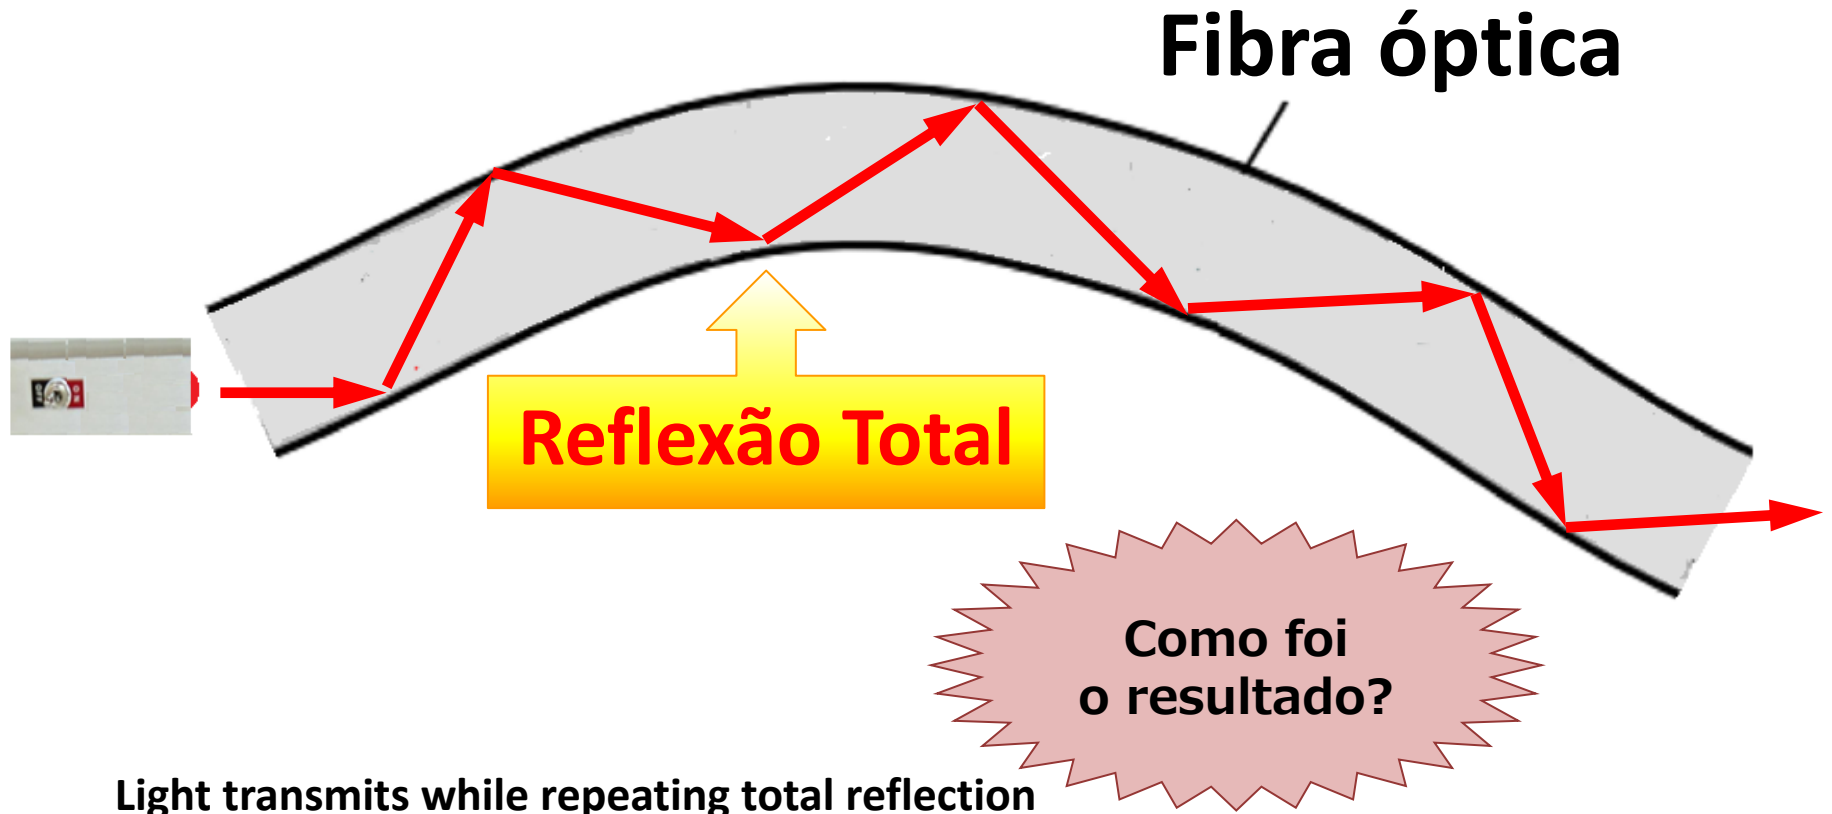 Fibra óptica
Reflexão Total
Como foi
o resultado?
Light transmits while repeating total reflection